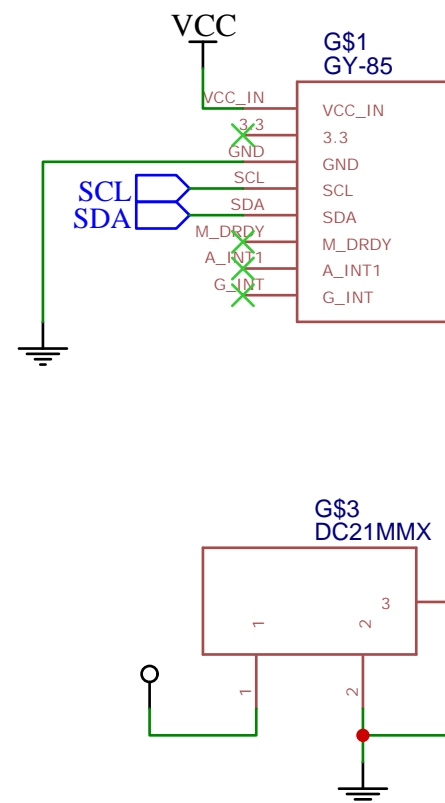 VCC
G$1
GY-85
VCC_IN
VCC_IN
3.3
3.3
GND
GND
SCL
SCL
SCL
SDA
SDA
SDA
M_DRDY
M_DRDY
A_INT1
A_INT1
G_INT
G_INT
G$3
DC21MMX
3
1
2
1
2